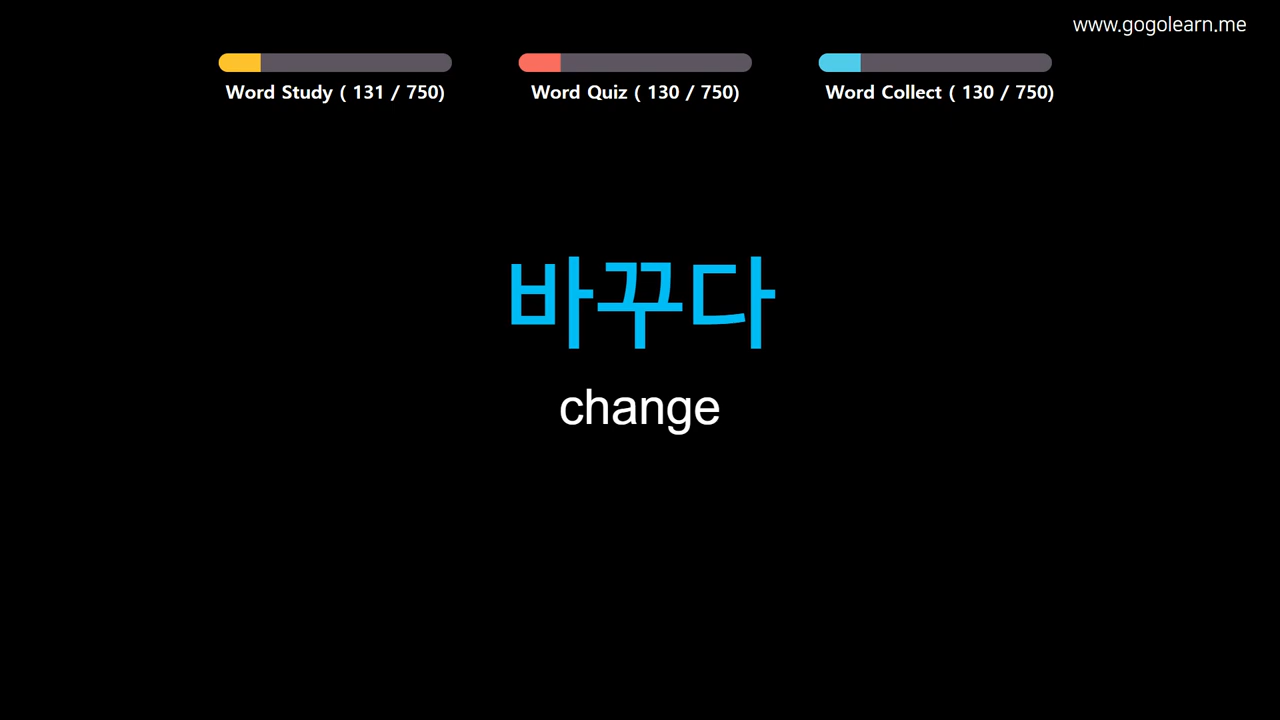 www.gogolearn.me
Word Study ( 131 / 750)
Word Quiz ( 130 / 750)
Word Collect ( 130 / 750)
바꾸다
change